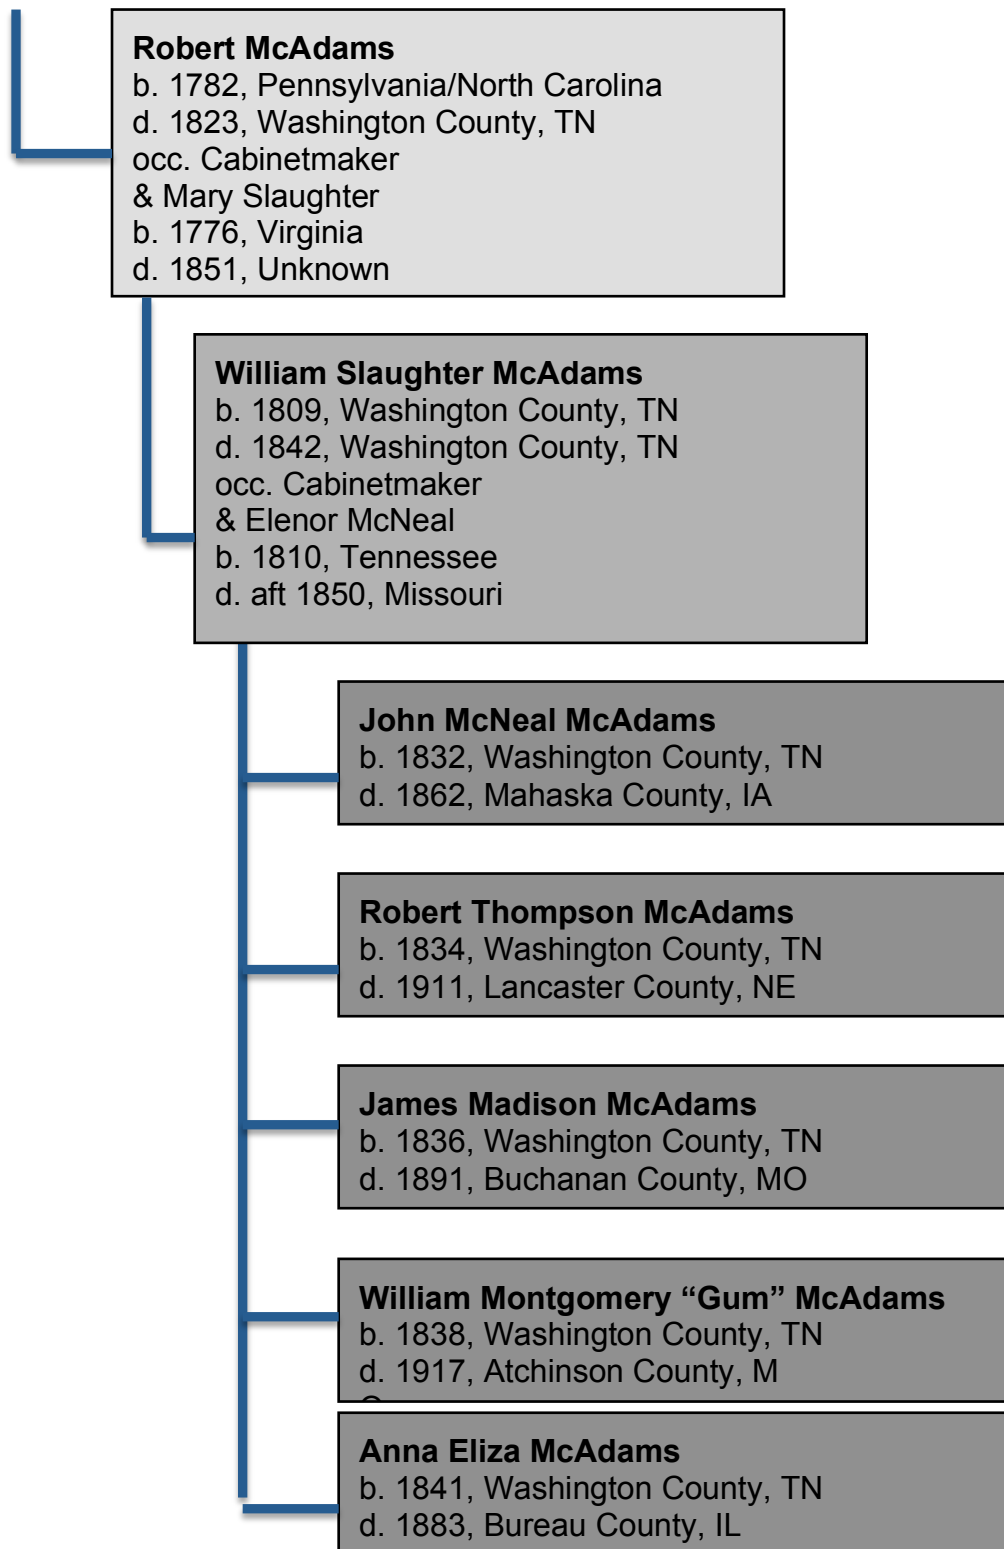 Robert McAdams
b. 1782, Pennsylvania/North Carolina
d. 1823, Washington County, TN
occ. Cabinetmaker
& Mary Slaughter
b. 1776, Virginia
d. 1851, Unknown
William Slaughter McAdams
b. 1809, Washington County, TN
d. 1842, Washington County, TN
occ. Cabinetmaker
& Elenor McNeal
b. 1810, Tennessee
d. aft 1850, Missouri
John McNeal McAdams
b. 1832, Washington County, TN
d. 1862, Mahaska County, IA
Robert Thompson McAdams
b. 1834, Washington County, TN
d. 1911, Lancaster County, NE
James Madison McAdams
b. 1836, Washington County, TN
d. 1891, Buchanan County, MO
William Montgomery “Gum” McAdams
b. 1838, Washington County, TN
d. 1917, Atchinson County, M
Anna Eliza McAdams
b. 1841, Washington County, TN
d. 1883, Bureau County, IL